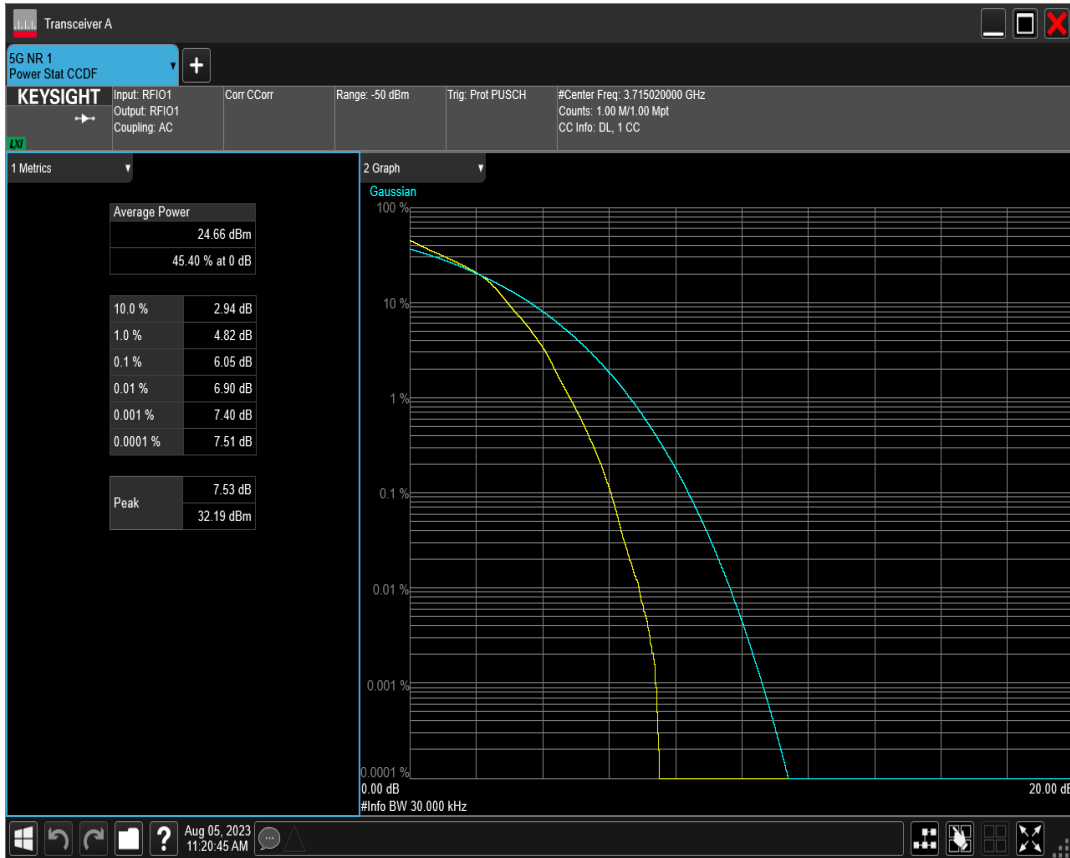 Transceiver A
5G NR 1
Power Stat CCDF
+
KEYSIGHT
LXI
Input: RFIO1
Output: RFIO1
Coupling: AC
Corr CCorr
Range: -50 dBm
Trig: Prot PUSCH
#Center Freq: 3.715020000 GHz
Counts: 1.00 M/1.00 Mpt
CC Info: DL, 1 CC
1 Metrics
Average Power
24.66 dBm
45.40 % at 0 dB
10.0 % 2.94 dB
1.0 % 4.82 dB
0.1 % 6.05 dB
0.01 % 6.90 dB
0.001 % 7.40 dB
0.0001 % 7.51 dB
Peak
7.53 dB
32.19 dBm
2 Graph
Gaussian
100 %
10 %
1 %
0.1 %
0.01 %
0.001 %
0.0001 %
0.00 dB
20.00 dB
#Info BW 30.000 kHz
?
Aug 05, 2023
11:20:45 AM